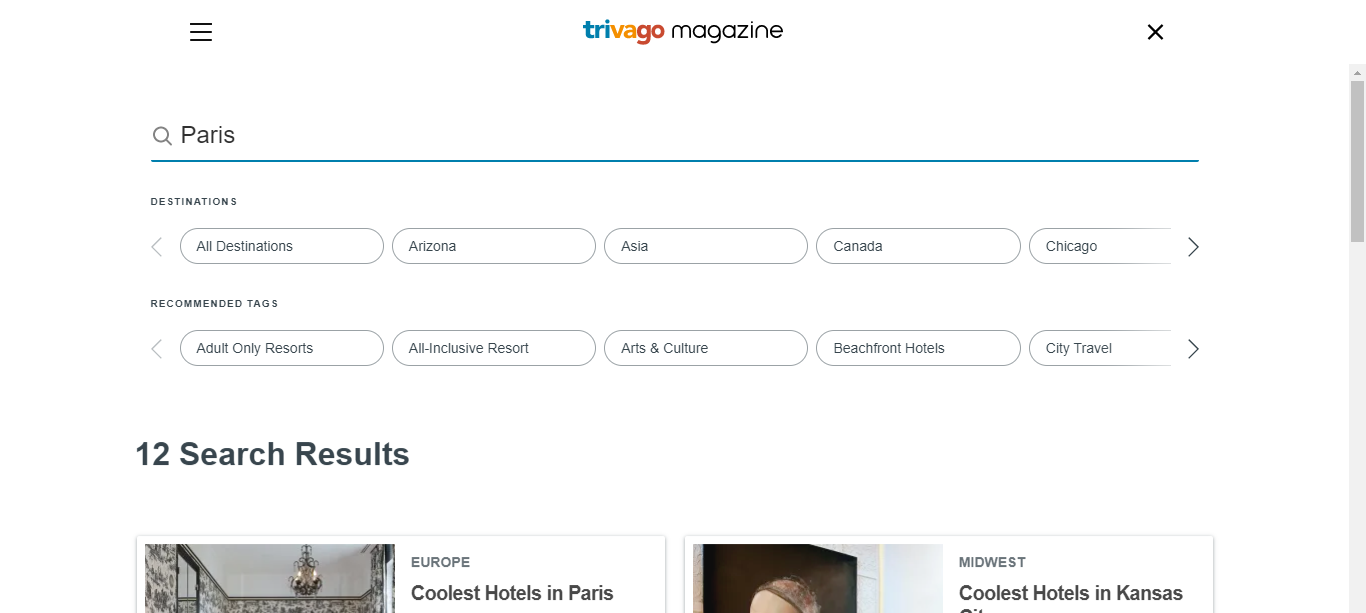 trivago magazine
Paris
DESTINATIONS
All Destinations
Arizona
Asia
Canada
Chicago
RECOMMENDED TAGS
Adult Only Resorts
All-Inclusive Resort
Arts & Culture
Beachfront Hotels
City Travel
12 Search Results
EUROPE
Coolest Hotels in Paris
MIDWEST
Coolest Hotels in Kansas
City